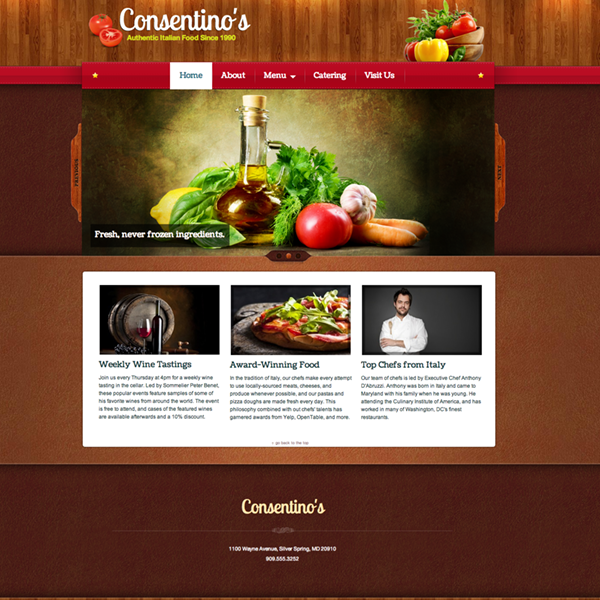 Consentino's
Authentic Italian Food Since 1990
Home About Menu Catering Visit Us
PREVIOUS
NEXT
Fresh, never frozen ingredients.
Weekly Wine Tastings
Join us every Thursday at 4pm for a weekly wine
tasting in the cellar. Led by Sommelier Peter Benet,
these popular events feature samples of some of
his favorite wines from around the world. The event
is free to attend, and cases of the featured wines
are available afterwards and a 10% discount.
Award-Winning Food
In the tradition of Italy, our chefs make every attempt
to use locally-sourced meats, cheeses, and
produce whenever possible, and our pastas and
pizza doughs are made fresh every day. This
philosophy combined with out chefs' talents has
garnered awards from Yelp, OpenTable, and more.
Top Chefs from Italy
Our team of chefs is led by Executive Chef Anthony
D'Abruzzi. Anthony was born in Italy and came to
Maryland with his family when he was young. He
attending the Culinary Institute of America, and has
worked in many of Washington, DC's finest
restaurants.
go back to the top
Consentino's
1100 Wayne Avenue, Silver Spring, MD 20910
909.555.3252